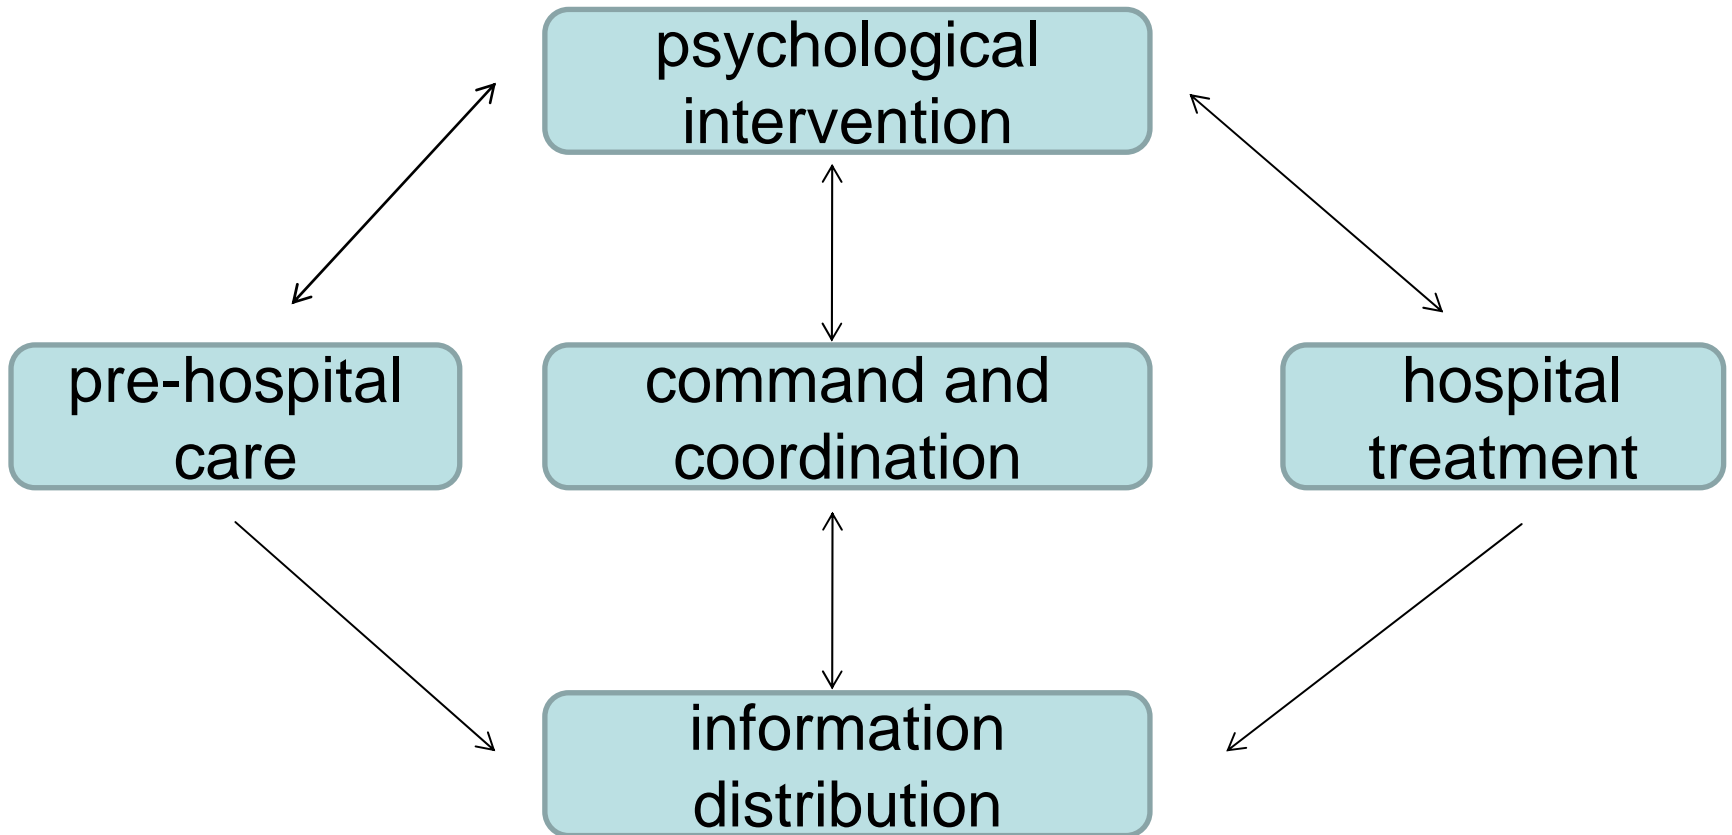 psychological
intervention
pre-hospital
care
command and
coordination
hospital
treatment
information
distribution